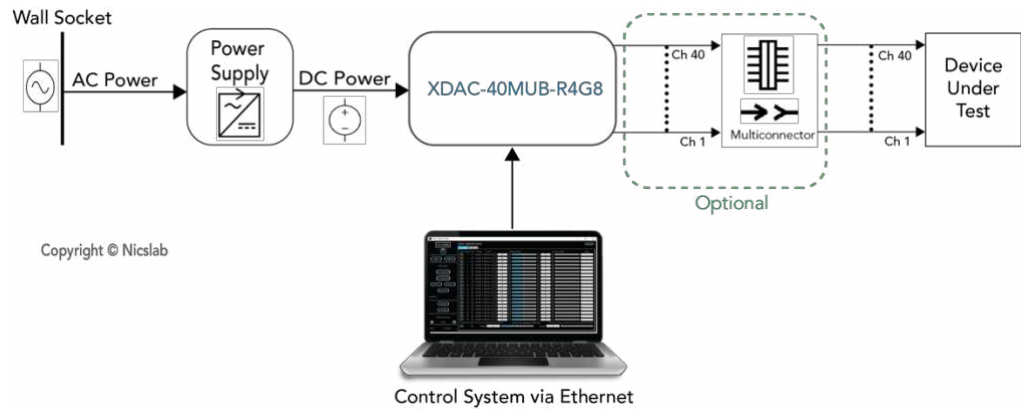 Wall Socket
AC Power
Power
Supply
DC Power
XDAC-40MUB-R4G8
Ch 40
Ch 1
Multiconnector
Ch 40
Ch 1
Device
Under
Test
Optional
Copyright © Nicslab
Control System via Ethernet